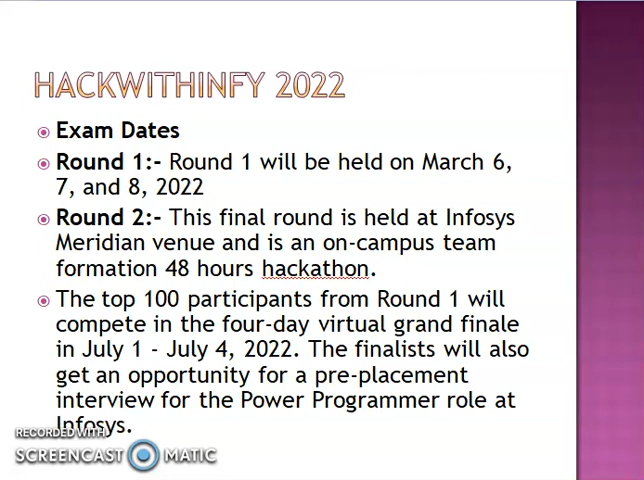 HACKWITHINFY 2022
Exam Dates
Round 1:- Round 1 will be held on March 6,
7, and 8, 2022
Round 2:- This final round is held at Infosys
Meridian venue and is an on-campus team
formation 48 hours hackathon.
The top 100 participants from Round 1 will
compete in the four-day virtual grand finale
in July 1 - July 4, 2022. The finalists will also
get an opportunity for a pre-placement
interview for the Power Programmer role at
Infosys.
RECORDED WITH
SCREENCAST MATIC